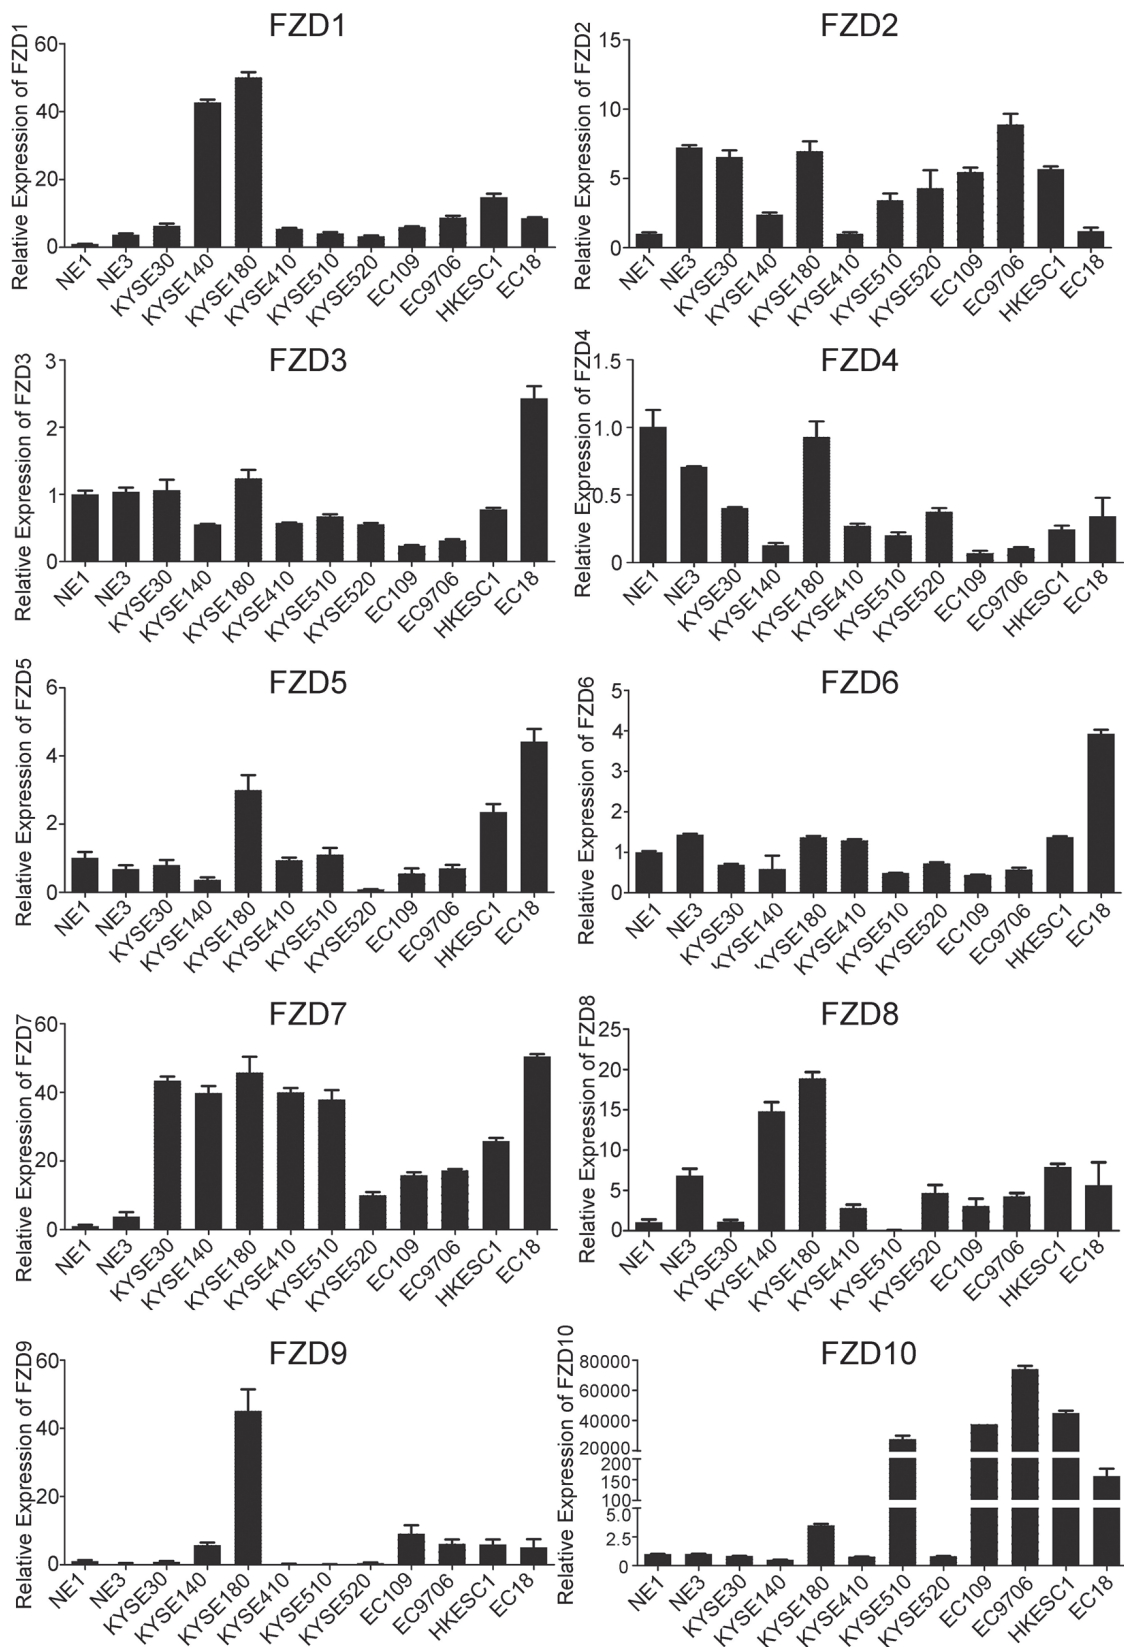 FZD1
Relative Expression of FZD1
60
40
20
0
NE1
NE3
KYSE30
KYSE140
KYSE180
KYSE410
KYSE510
KYSE520
EC109
EC9706
HKESC1
EC18
FZD2
Relative Expression of FZD2
15
10
5
0
NE1
NE3
KYSE30
KYSE140
KYSE180
KYSE410
KYSE510
KYSE520
EC109
EC9706
HKESC1
EC18
FZD3
Relative Expression of FZD3
3
2
1
0
NE1
NE3
KYSE30
KYSE140
KYSE180
KYSE410
KYSE510
KYSE520
EC109
EC9706
HKESC1
EC18
FZD4
Relative Expression of FZD4
1.5
1.0
0.5
0
NE1
NE3
KYSE30
KYSE140
KYSE180
KYSE410
KYSE510
KYSE520
EC109
EC9706
HKESC1
EC18
FZD5
Relative Expression of FZD5
6
4
2
0
NE1
NE3
KYSE30
KYSE140
KYSE180
KYSE410
KYSE510
KYSE520
EC109
EC9706
HKESC1
EC18
FZD6
Relative Expression of FZD6
5
4
3
2
1
0
NE1
NE3
KYSE30
KYSE140
KYSE180
KYSE410
KYSE510
KYSE520
EC109
EC9706
HKESC1
EC18
FZD7
Relative Expression of FZD7
60
40
20
0
NE1
NE3
KYSE30
KYSE140
KYSE180
KYSE410
KYSE510
KYSE520
EC109
EC9706
HKESC1
EC18
FZD8
Relative Expression of FZD8
25
20
15
10
5
0
NE1
NE3
KYSE30
KYSE140
KYSE180
KYSE410
KYSE510
KYSE520
EC109
EC9706
HKESC1
EC18
FZD9
Relative Expression of FZD9
60
40
20
0
NE1
NE3
KYSE30
KYSE140
KYSE180
KYSE410
KYSE510
KYSE520
EC109
EC9706
HKESC1
EC18
FZD10
Relative Expression of FZD10
80000
60000
40000
20000
200
150
100
5.0
2.5
0
NE1
NE3
KYSE30
KYSE140
KYSE180
KYSE410
KYSE510
KYSE520
EC109
EC9706
HKESC1
EC18